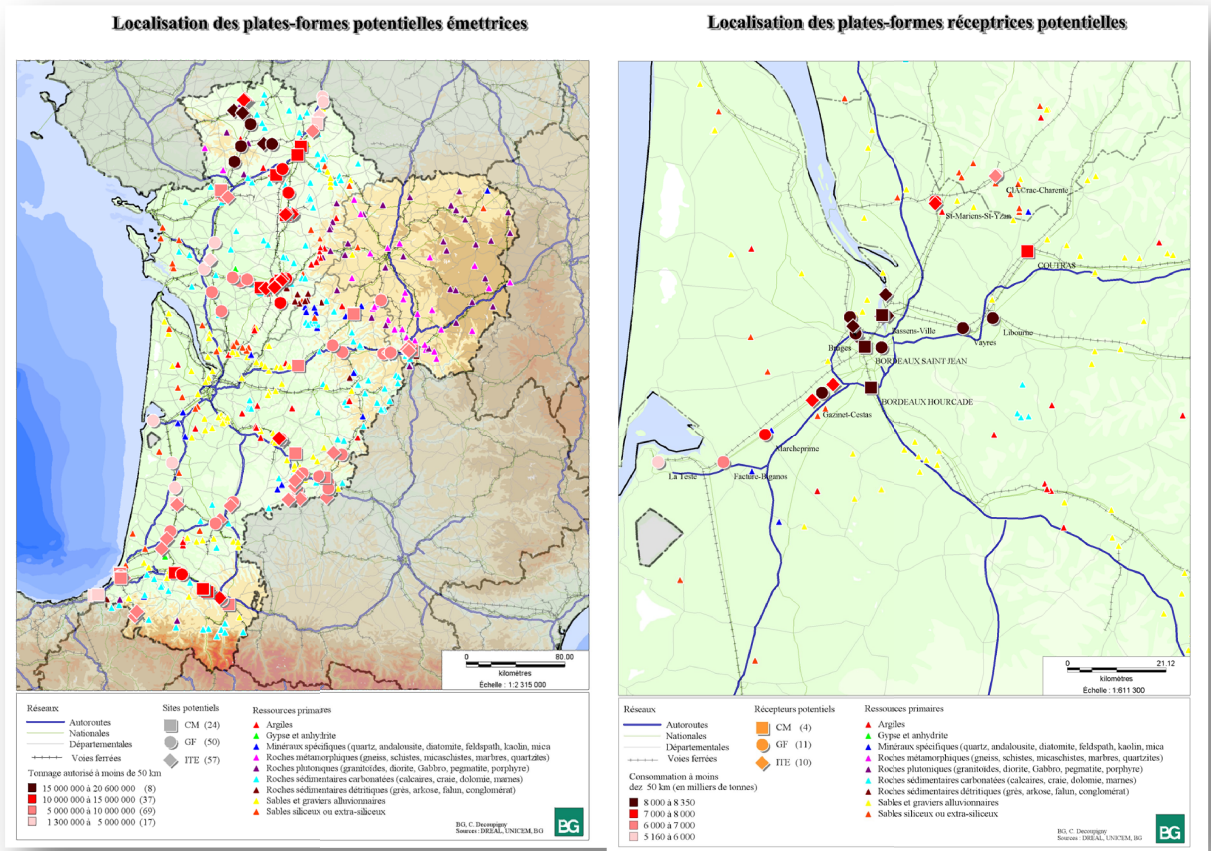 Localisation des plates-formes potentielles émettrices
0 80.00
kilomètres
Échelle : 1:2 315 000
Réseaux
Autoroutes
Nationales
Départementales
Voies ferrées
Tonnage autorisé à moins de 50 km
15 000 000 à 20 600 000 (8)
10 000 000 à 15 000 000 (37)
5 000 000 à 10 000 000 (69)
1 300 000 à 5 000 000 (17)
Sites potentiels
CM (24)
GF (50)
ITE (57)
Ressources primaires
Argiles
Gypse et anhydrite
Minéraux spécifiques (quartz, andalousite, diatomite, feldspath, kaolin, mica
Roches métamorphiques (gneiss, schistes, micaschistes, marbres, quartzites)
Roches plutoniques (granitoïdes, diorite, Gabbro, pegmatite, porphyre)
Roches sédimentaires carbonatées (calcaires, craie, dolomie, marnes)
Roches sédimentaires détritiques (grès, arkose, falun, conglomérat)
Sables et graviers alluvionnaires
Sables siliceux ou extra-siliceux
BG, C. Decoupigny
Sources : DREAL, UNICEM, BG
BG
Localisation des plates-formes réceptrices potentielles
St-Mariens-St-Yzan
COUTRAS
Bassens-Ville
Libourne
Vayres
Bruges
BORDEAUX SAINT JEAN
BORDEAUX HOURCADE
Gazinet-Cestas
Marcheprime
La Teste
Facture-Biganos
0 21.12
kilomètres
Échelle : 1:611 300
Réseaux
Autoroutes
Nationales
Départementales
Voies ferrées
Consommation à moins
dez 50 km (en milliers de tonnes)
8 000 à 8 350
7 000 à 8 000
6 000 à 7 000
5 160 à 6 000
Récepteurs potentiels
CM (4)
GF (11)
ITE (10)
Ressources primaires
Argiles
Gypse et anhydrite
Minéraux spécifiques (quartz, andalousite, diatomite, feldspath, kaolin, mica
Roches métamorphiques (gneiss, schistes, micaschistes, marbres, quartzites)
Roches plutoniques (granitoïdes, diorite, Gabbro, pegmatite, porphyre)
Roches sédimentaires carbonatées (calcaires, craie, dolomie, marnes)
Roches sédimentaires détritiques (grès, arkose, falun, conglomérat)
Sables et graviers alluvionnaires
Sables siliceux ou extra-siliceux
BG, C. Decoupigny
Sources : DREAL, UNICEM, BG
BG